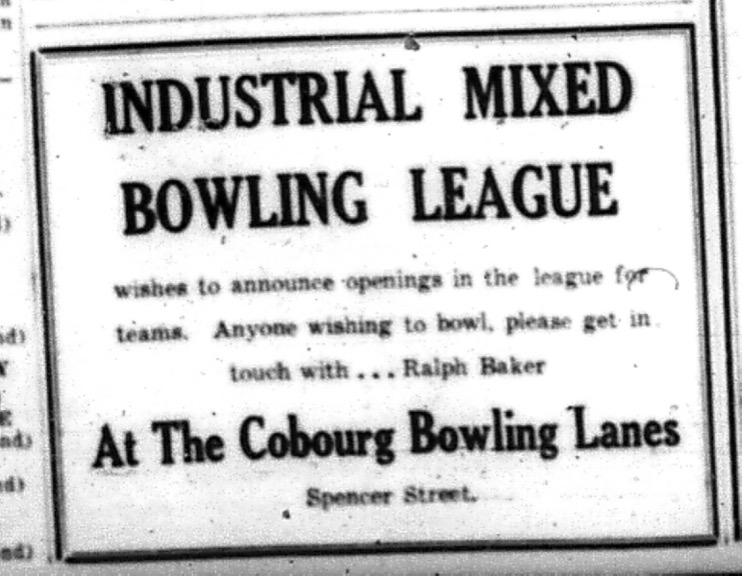 INDUSTRIAL MIXED
BOWLING LEAGUE
wishes to announce openings in the league for
teams. Anyone wishing to bowl, please get in
touch with . . . Ralph Baker
At The Cobourg Bowling Lanes
Spencer Street.